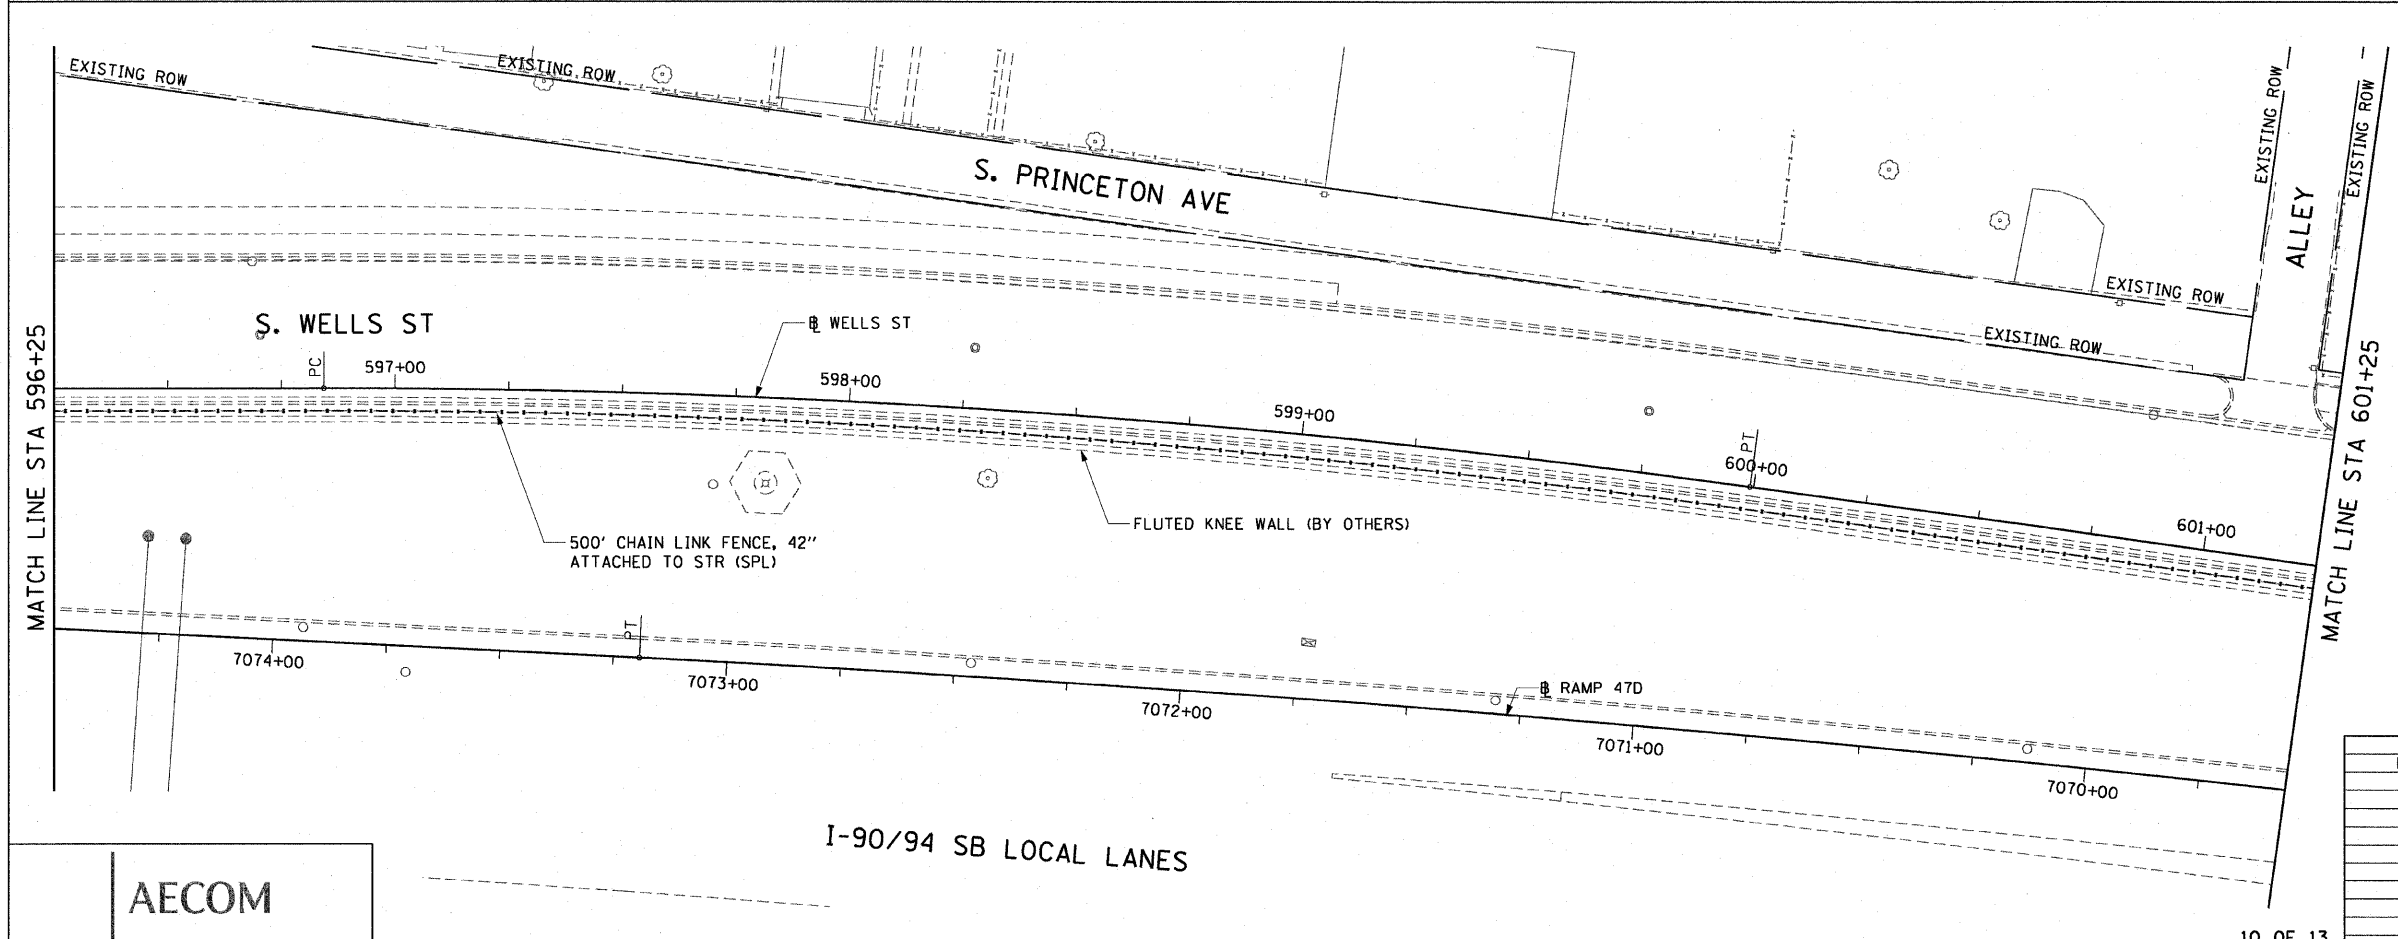 EXISTING ROW
EXISTING ROW
EXISTING ROW
EXISTING ROW
S. PRINCETON AVE
ALLEY
EXISTING ROW
EXISTING ROW
S. WELLS ST
℄ WELLS ST
MATCH LINE STA 596+25
PC
597+00
598+00
599+00
PT
600+00
601+00
MATCH LINE STA 601+25
500' CHAIN LINK FENCE, 42"
ATTACHED TO STR (SPL)
FLUTED KNEE WALL (BY OTHERS)
PT
7074+00
7073+00
7072+00
RAMP 47D
7071+00
7070+00
I-90/94 SB LOCAL LANES
AECOM
10 OF 13